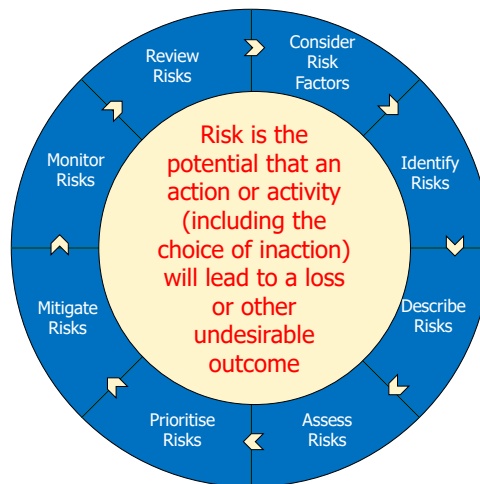 Consider
Risk
Factors
Identify
Risks
Describe
Risks
Assess
Risks
Prioritise
Risks
Mitigate
Risks
Monitor
Risks
Review
Risks
Risk is the
potential that an
action or activity
(including the
choice of inaction)
will lead to a loss
or other
undesirable
outcome